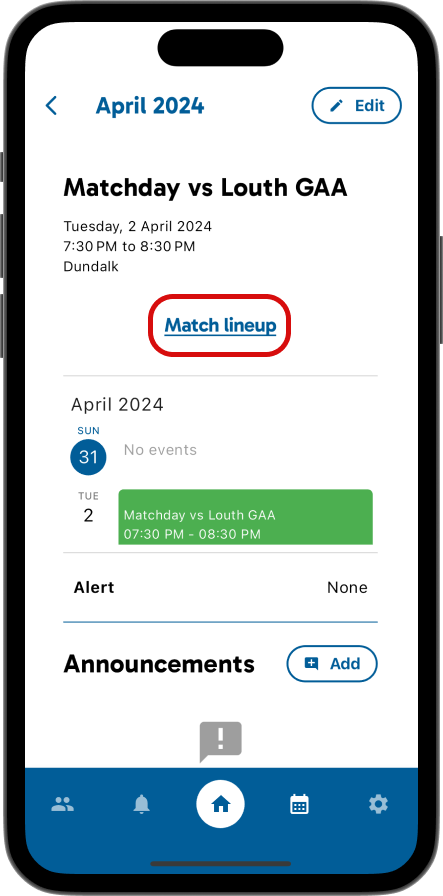 April 2024
Edit
Matchday vs Louth GAA
Tuesday, 2 April 2024
7:30 PM to 8:30 PM
Dundalk
Match lineup
April 2024
SUN
31
No events
TUE
2
Matchday vs Louth GAA
07:30 PM - 08:30 PM
Alert
None
Announcements
Add